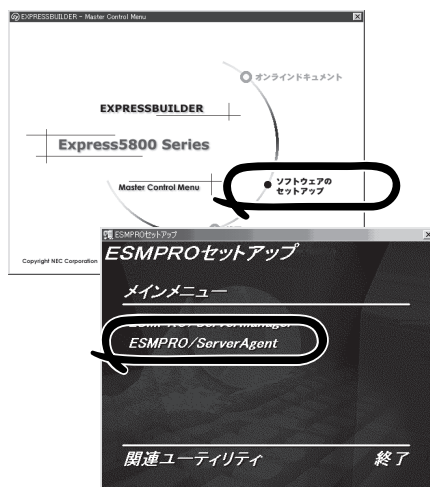 EXPRESSBUILDER - Master Control Menu
オンラインドキュメント
EXPRESSBUILDER
Express5800 Series
Master Control Menu
ソフトウェアの
セットアップ
Copyright NEC Corporation
ESMPROセットアップ
ESMPROセットアップ
メインメニュー
ESMPRO/ServerManager
ESMPRO/ServerAgent
関連ユーティリティ
終了